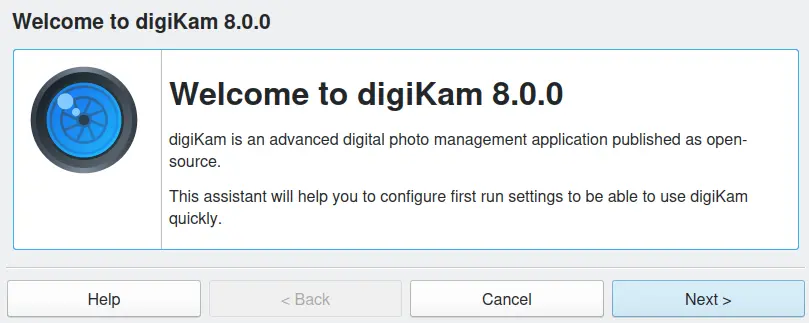 Welcome to digiKam 8.0.0
Welcome to digiKam 8.0.0
digiKam is an advanced digital photo management application published as open-
source.
This assistant will help you to configure first run settings to be able to use digiKam
quickly.
Help
< Back
Cancel
Next >